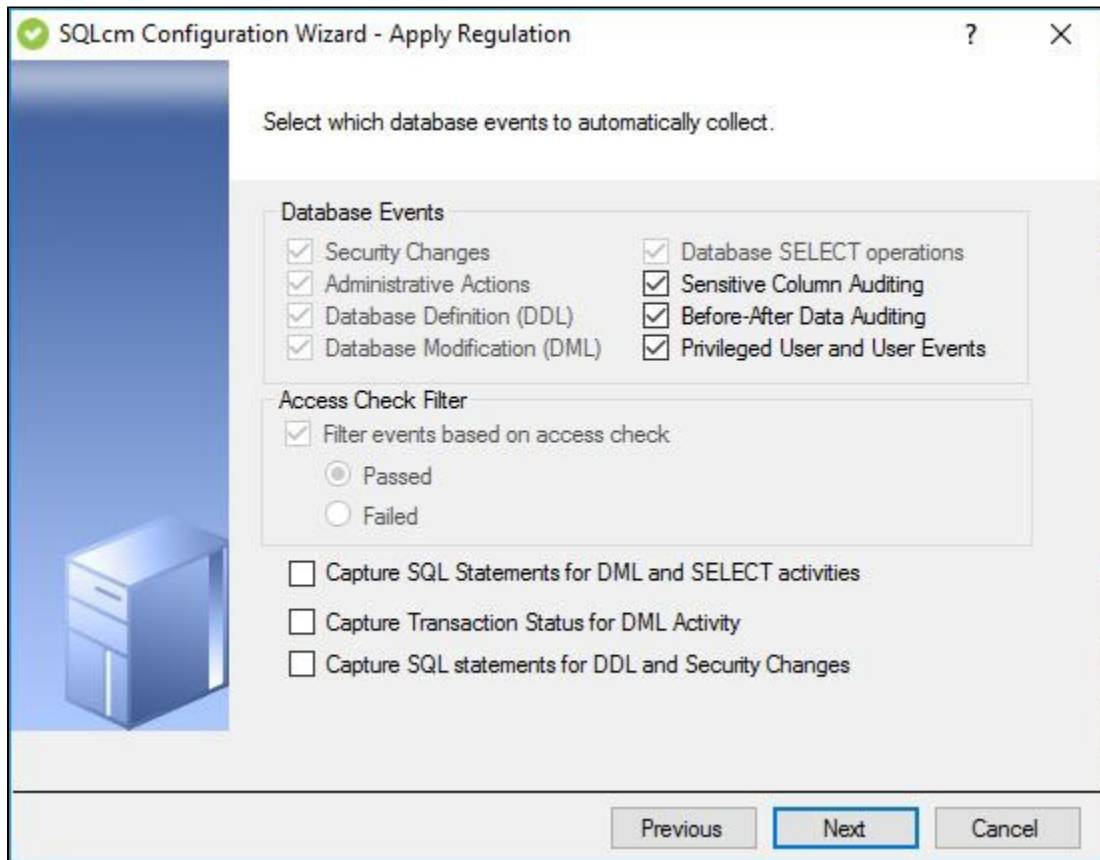 SQLcm Configuration Wizard - Apply Regulation ?
Select which database events to automatically collect.
Database Events
Security Changes
Administrative Actions
Database Definition (DDL)
Database Modification (DML)
Database SELECT operations
Sensitive Column Auditing
Before-After Data Auditing
Privileged User and User Events
Access Check Filter
Filter events based on access check
Passed
Failed
Capture SQL Statements for DML and SELECT activities
Capture Transaction Status for DML Activity
Capture SQL statements for DDL and Security Changes
Previous Next Cancel